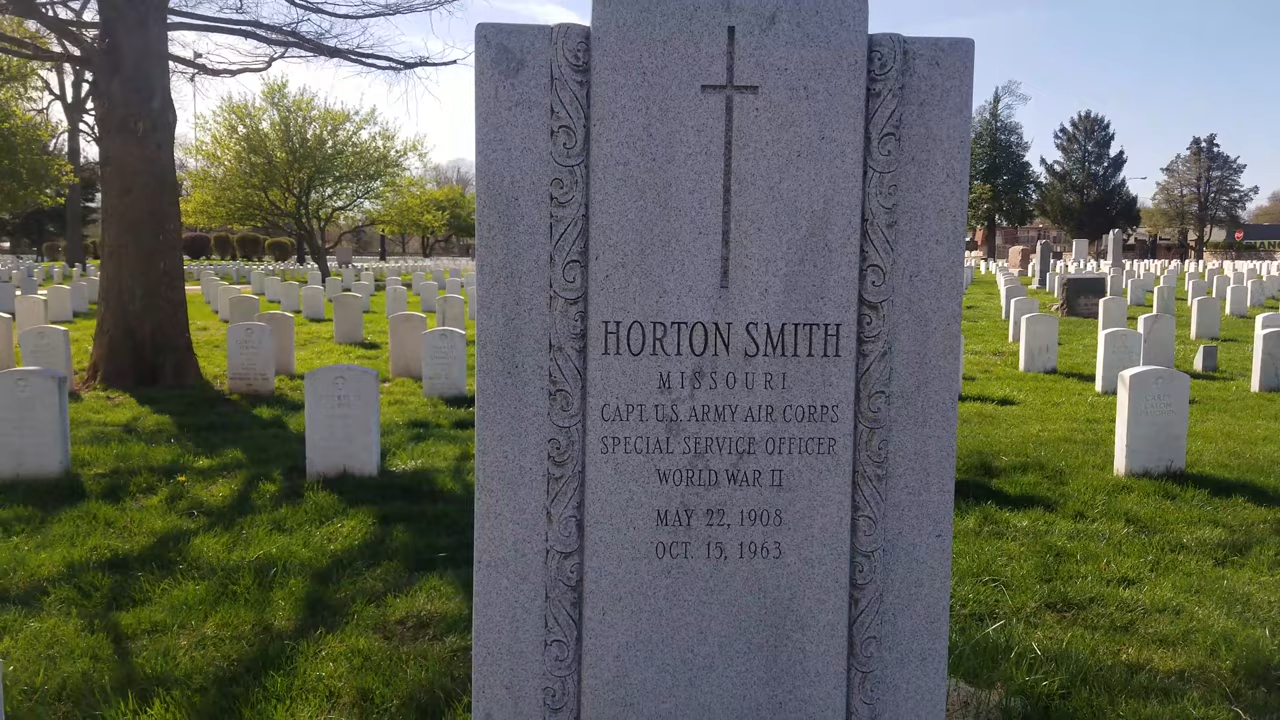 HORTON SMITH
MISSOURI
CAPT. U.S. ARMY AIR CORPS
SPECIAL SERVICE OFFICER
WORLD WAR II
MAY 22, 1908
OCT. 15, 1963